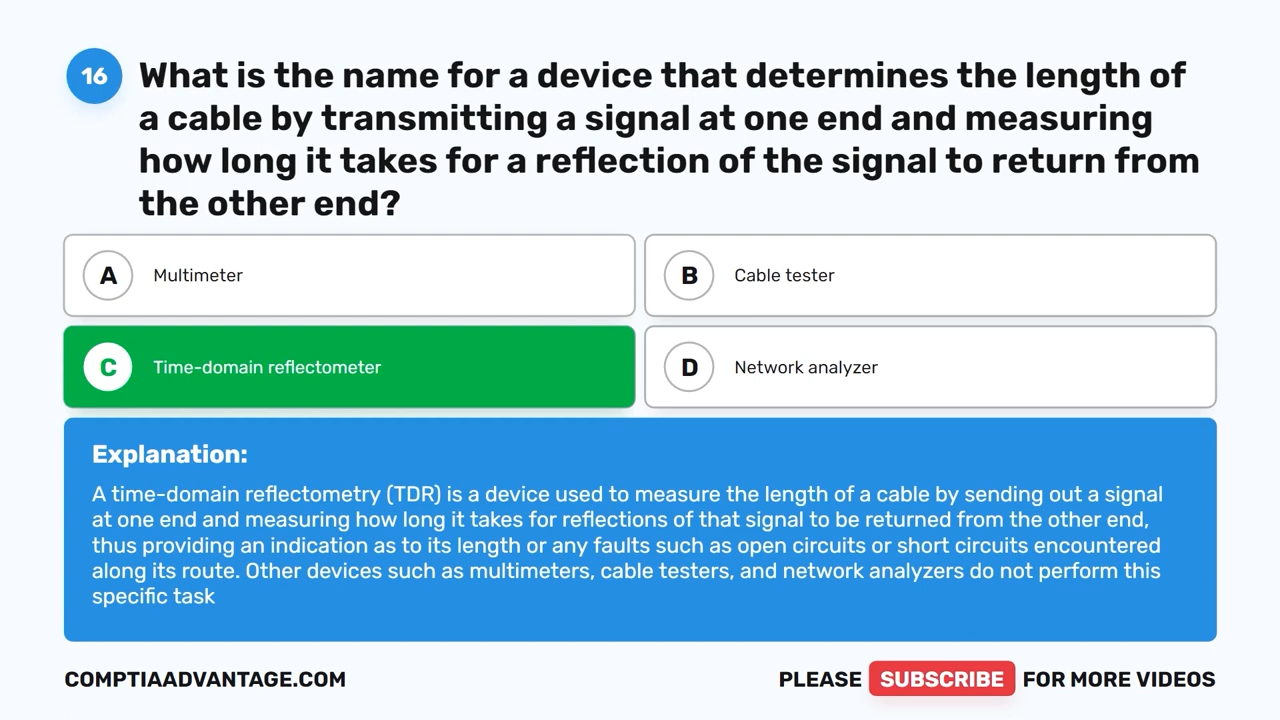 16
What is the name for a device that determines the length of
a cable by transmitting a signal at one end and measuring
how long it takes for a reflection of the signal to return from
the other end?
A Multimeter
B Cable tester
C Time-domain reflectometer
D Network analyzer
Explanation:
A time-domain reflectometry (TDR) is a device used to measure the length of a cable by sending out a signal
at one end and measuring how long it takes for reflections of that signal to be returned from the other end,
thus providing an indication as to its length or any faults such as open circuits or short circuits encountered
along its route. Other devices such as multimeters, cable testers, and network analyzers do not perform this
specific task
COMPTIAADVANTAGE.COM
PLEASE SUBSCRIBE FOR MORE VIDEOS